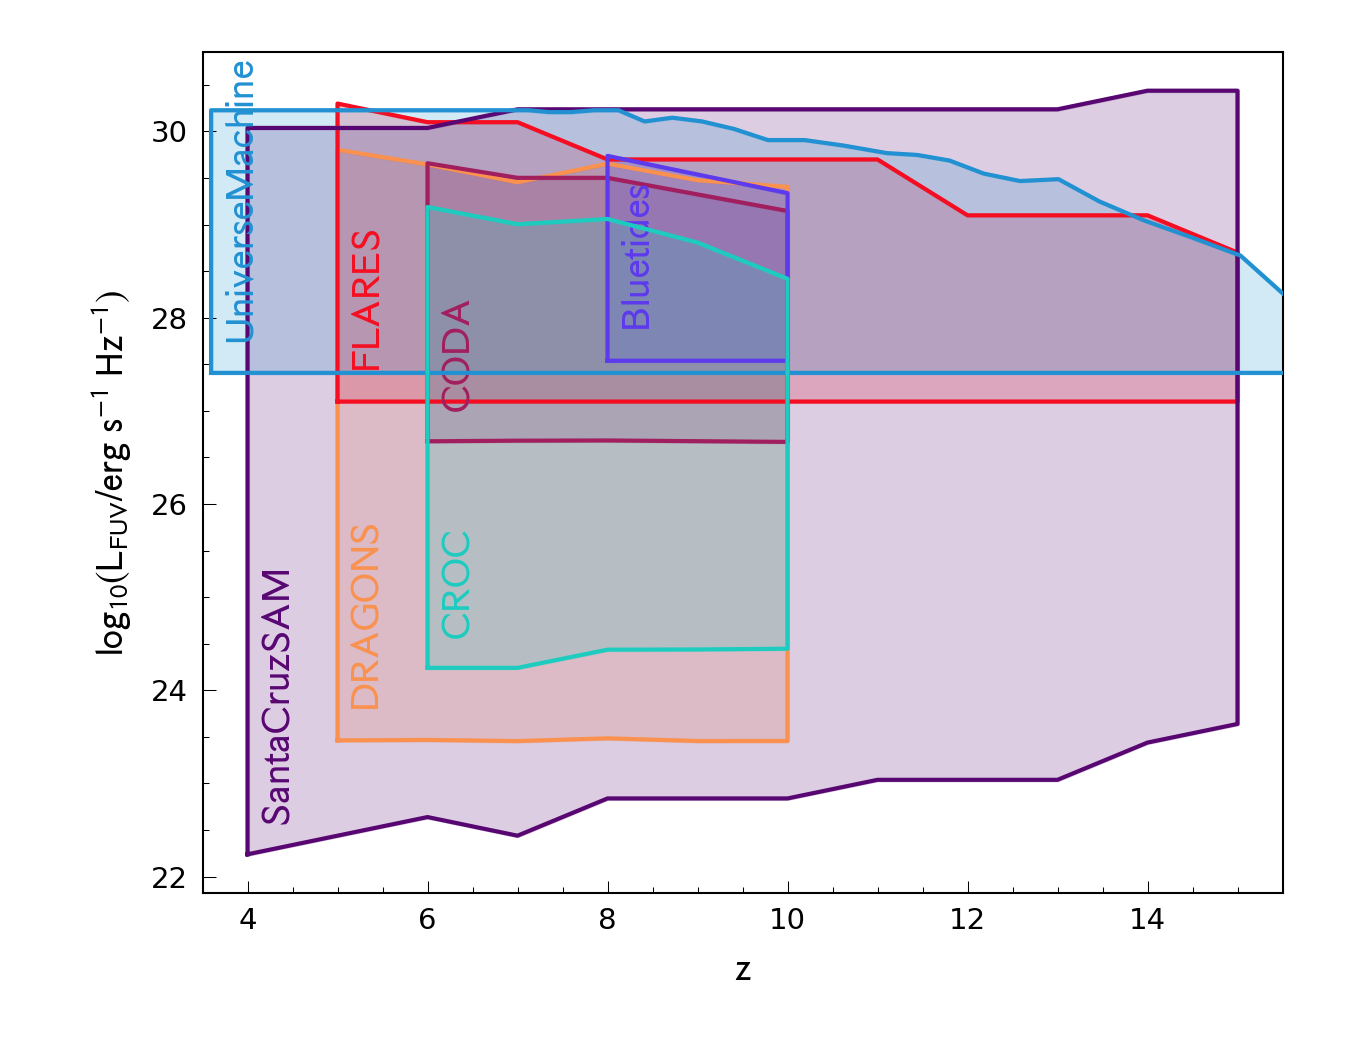 UniverseMachine
FLARES
Bluetides
CODA
DRAGONS
CROC
SantaCruzSAM
log₁₀(L_FUV/erg s⁻¹ Hz⁻¹)
30
28
26
24
22
4 6 8 10 12 14
z